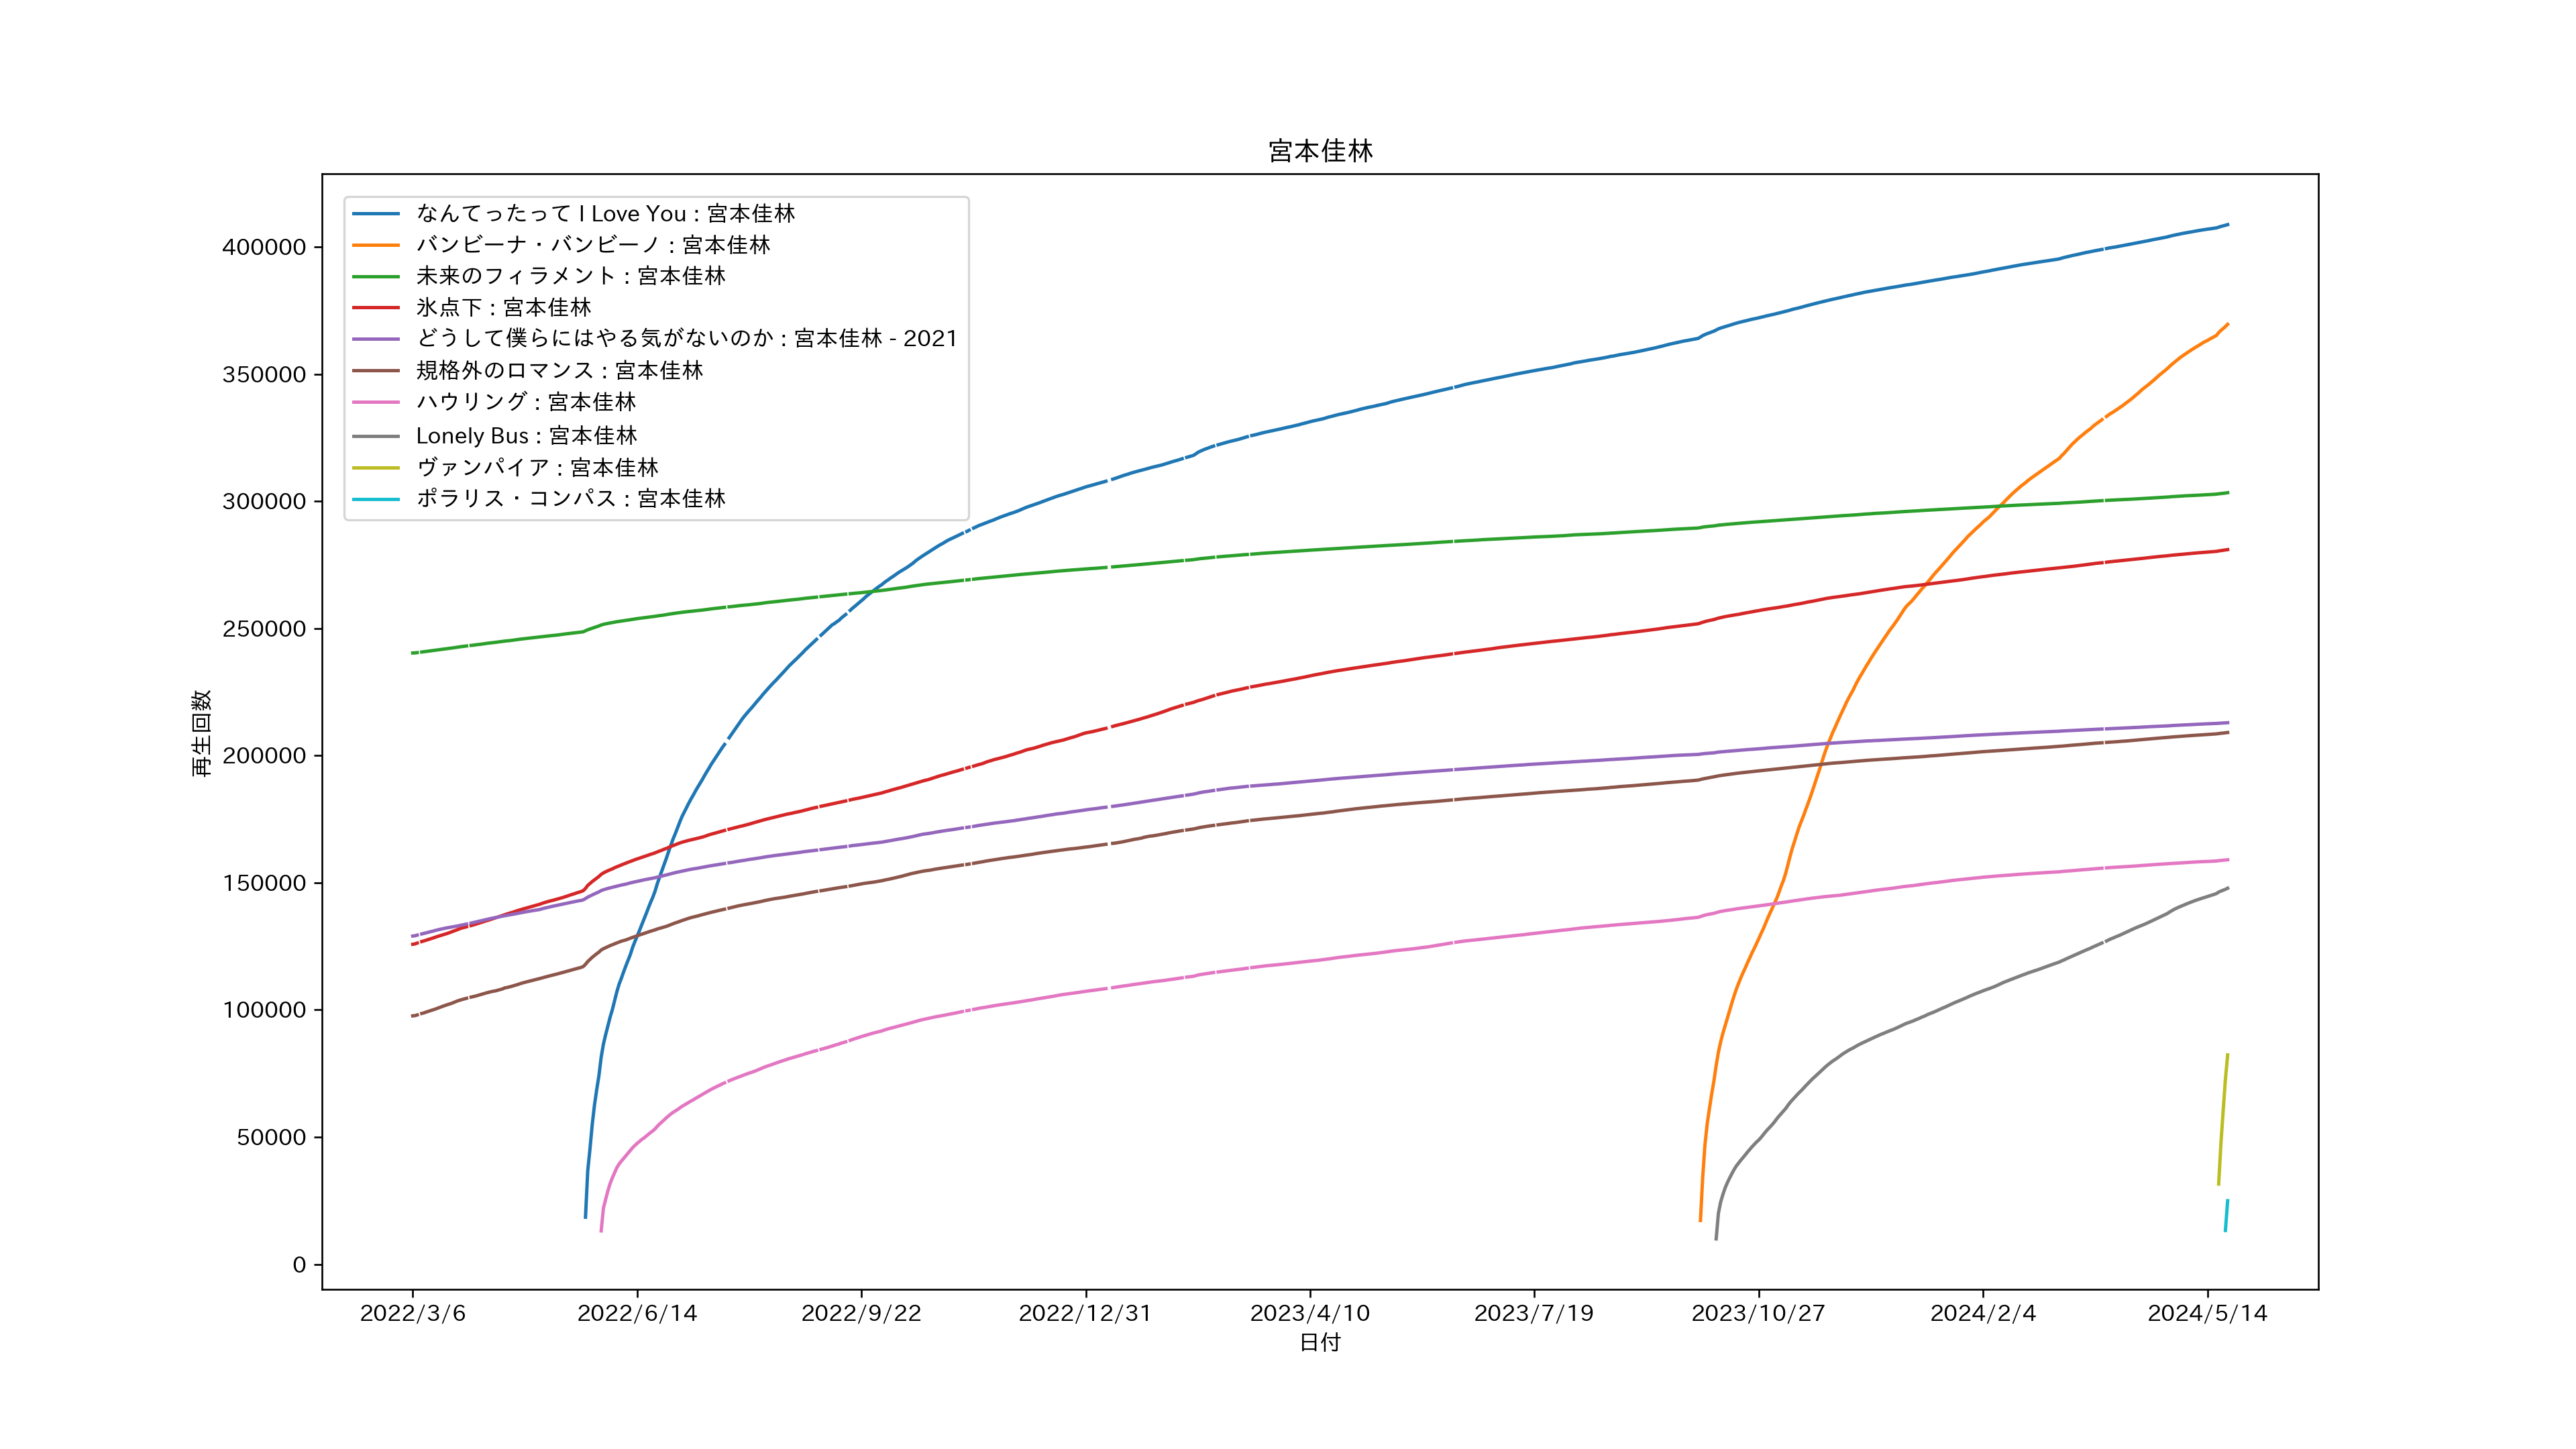 宮本佳林
なんてったって I Love You : 宮本佳林
バンビーナ・バンビーノ : 宮本佳林
未来のフィラメント : 宮本佳林
氷点下 : 宮本佳林
どうして僕らにはやる気がないのか : 宮本佳林 - 2021
規格外のロマンス : 宮本佳林
ハウリング : 宮本佳林
Lonely Bus : 宮本佳林
ヴァンパイア : 宮本佳林
ポラリス・コンパス : 宮本佳林
400000
350000
300000
250000
200000
150000
100000
50000
0
再生回数
2022/3/6 2022/6/14 2022/9/22 2022/12/31 2023/4/10 2023/7/19 2023/10/27 2024/2/4 2024/5/14
日付